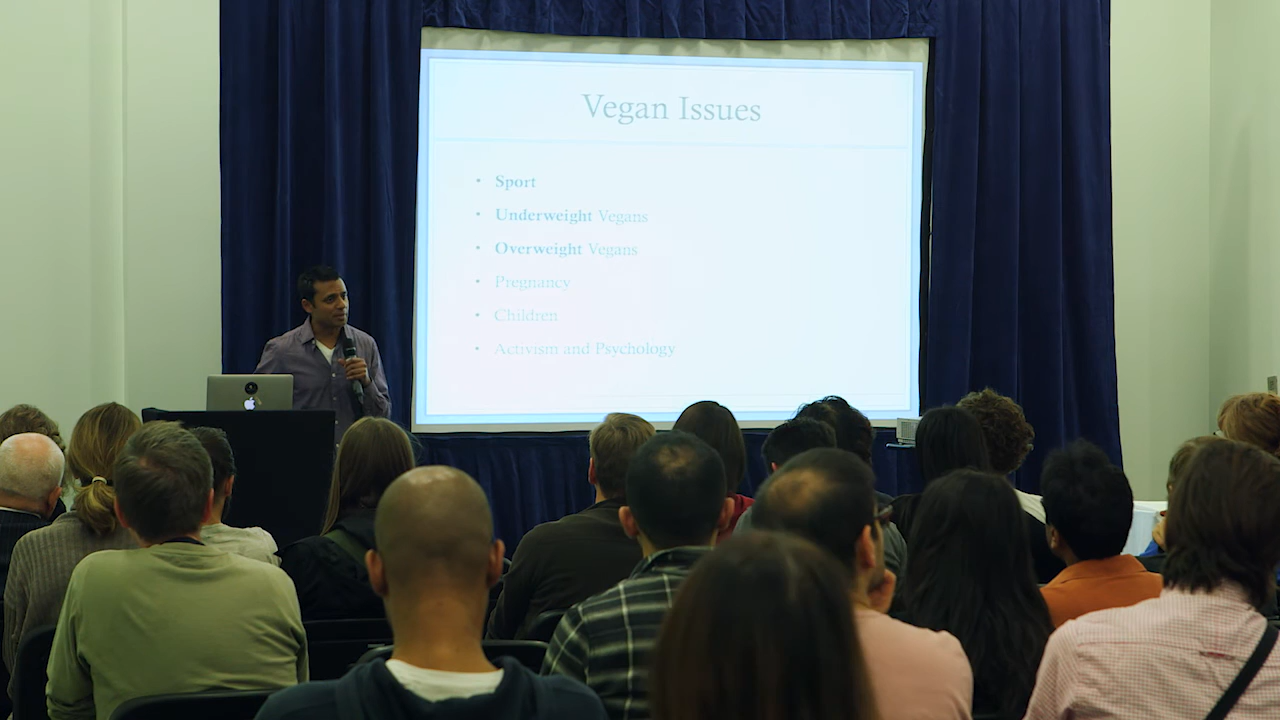 Vegan Issues
• Sport
• Underweight Vegans
• Overweight Vegans
• Pregnancy
• Children
• Activism and Psychology